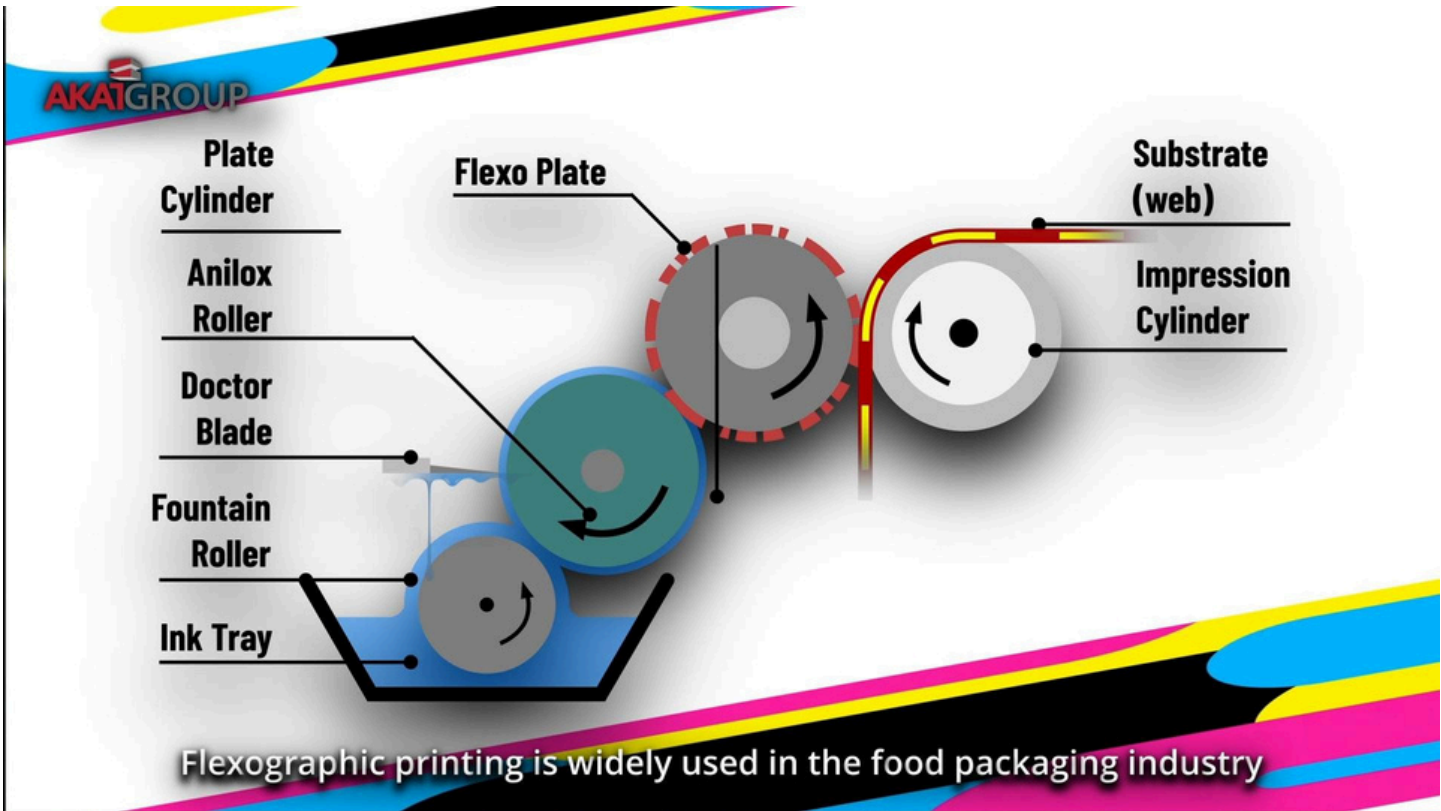 AKATGROUP
Plate
Cylinder
Flexo Plate
Substrate
(web)
Anilox
Roller
Impression
Cylinder
Doctor
Blade
Fountain
Roller
Ink Tray
Flexographic printing is widely used in the food packaging industry